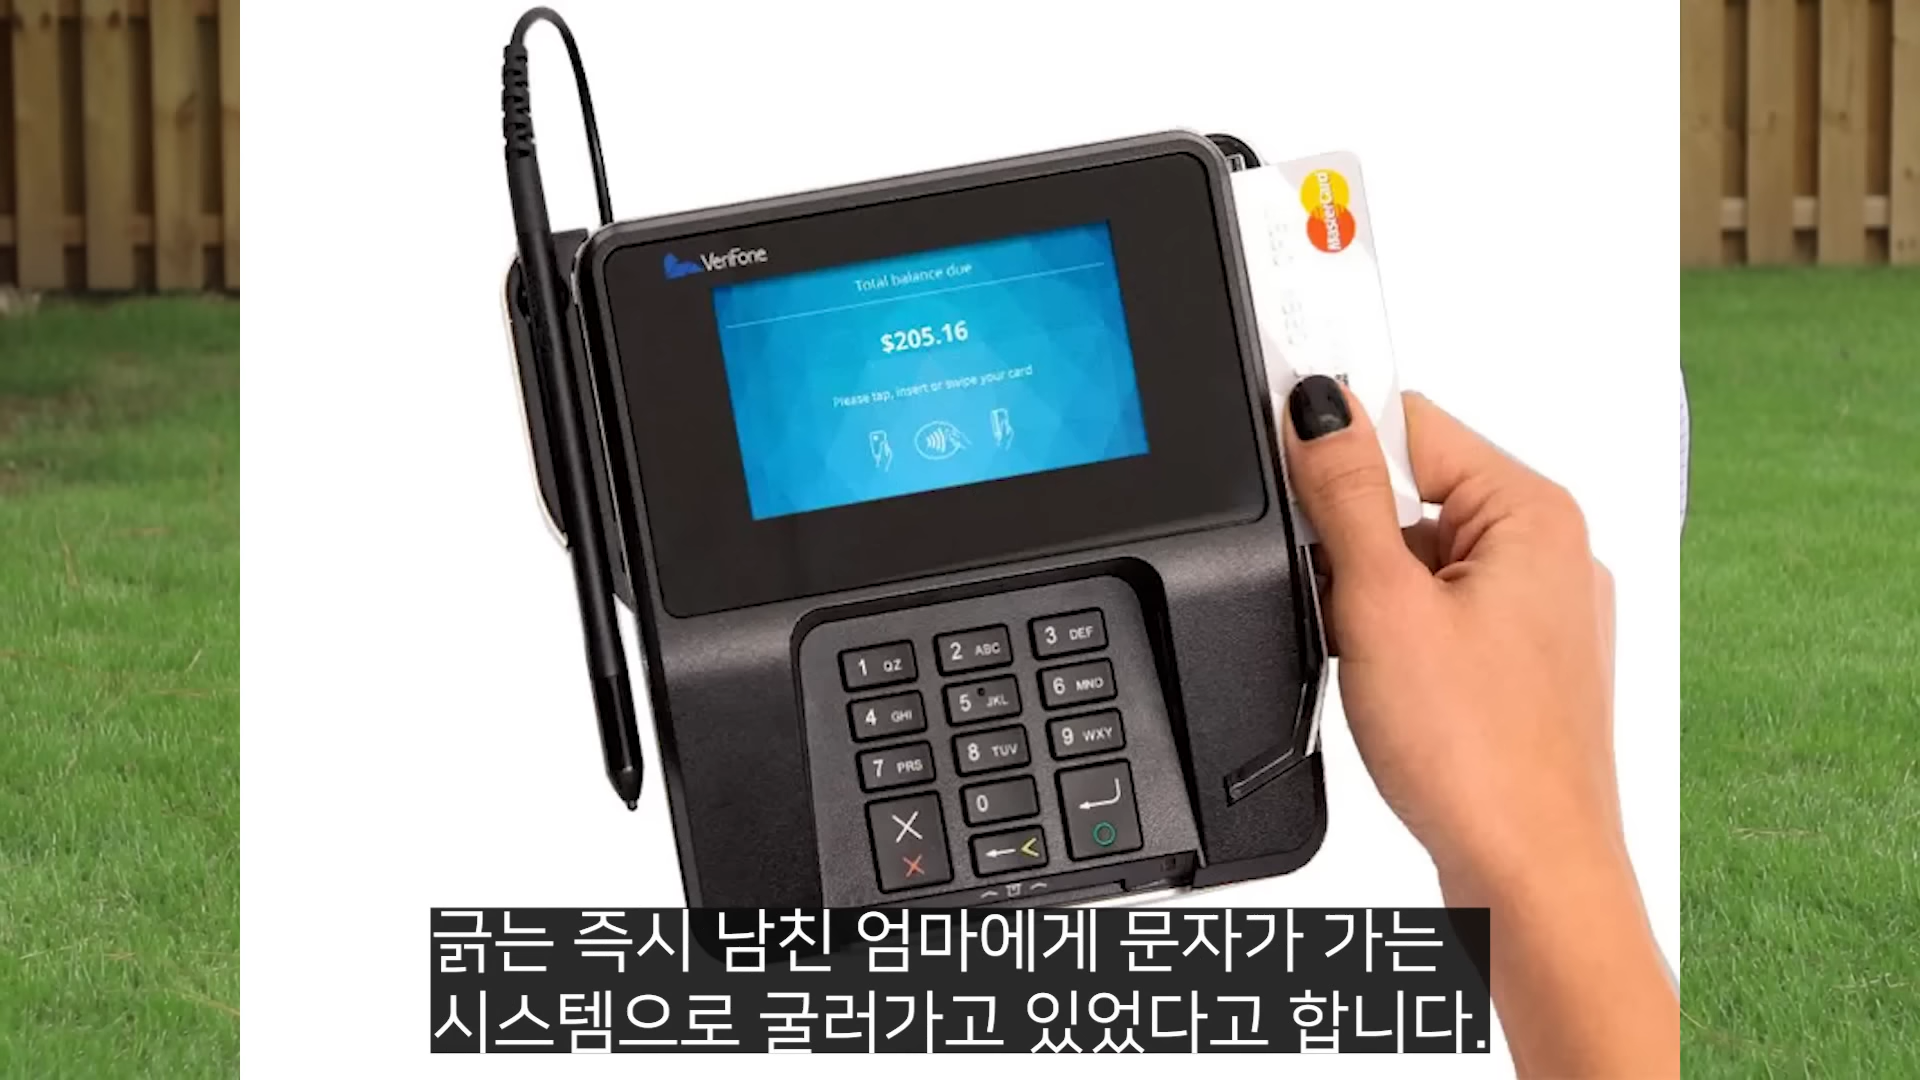 VeriFone
Total balance due
$205.16
Please tap, insert or swipe your card
MasterCard
1 QZ
2 ABC
3 DEF
4 GHI
5 JKL
6 MNO
7 PRS
8 TUV
9 WXY
0
긁는 즉시 남친 엄마에게 문자가 가는
시스템으로 굴러가고 있었다고 합니다.